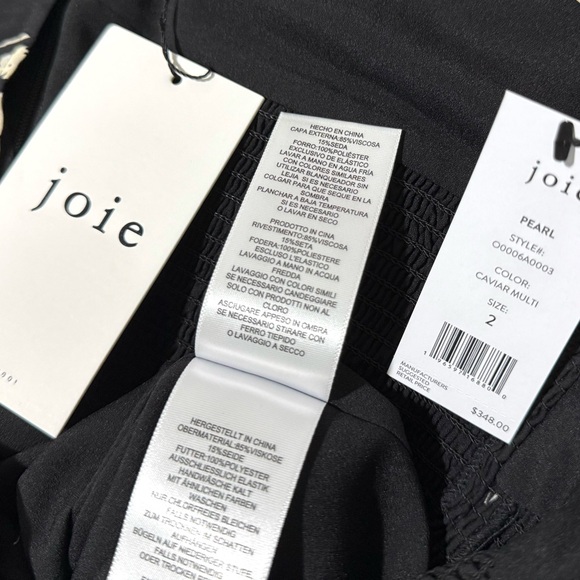 joie
001
HECHO EN CHINA
CAPA EXTERNA:85%VISCOSA
15%SEDA
FORRO:100%POLIÉSTER
EXCLUSIVO DE ELÁSTICO
LAVAR A MANO EN AGUA FRÍA
CON COLORES SIMILARES
UTILIZAR BLANQUEADOR SIN
LEJIA SI ES NECESARIO
COLGAR PARA QUE SEQUE EN LA
SOMBRA
PLANCHAR A BAJA TEMPERATURA
SI ES NECESARIO
O LAVAR EN SECO
PRODOTTO IN CINA
RIVESTIMENTO:85%VISCOSA
15%SETA
FODERA:100%POLIESTERE
ESCLUSO L'ELASTICO
LAVAGGIO A MANO IN ACQUA
FREDDA
LAVAGGIO CON COLORI SIMILI
SE NECESSARIO CANDEGGIARE
SOLO CON PRODOTTI NON AL
CLORO
ASCIUGARE APPESO IN OMBRA
SE NECESSARIO STIRARE CON
FERRO TIEPIDO
O LAVAGGIO A SECCO
HERGESTELLT IN CHINA
OBERMATERIAL:85%VISKOSE
15%SEIDE
FUTTER:100%POLYESTER
AUSSCHLIESSLICH ELASTIK
HANDWÄSCHE KALT
MIT ÄHNLICHEN FARBEN
WASCHEN
NUR CHLORFREIES BLEICHEN
FALLS NOTWENDIG
ZUM TROCKNEN IM SCHATTEN
AUFHÄNGEN
BÜGELN AUF NIEDRIGER STUFE.
FALLS NOTWENDIG
joie
PEARL
STYLE#:
O0006A0003
COLOR:
CAVIAR MULTI
SIZE:
2
MANUFACTURERS
SUGGESTED
RETAIL PRICE
$348.00